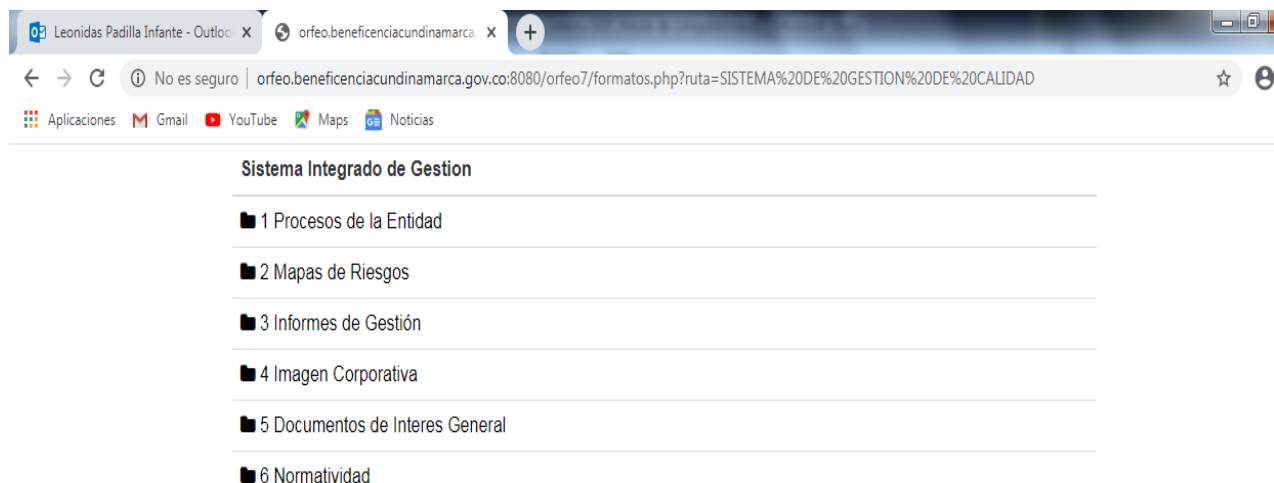 Leonidas Padilla Infante - Outloo
orfeo.beneficenciacundinamarca.
No es seguro | orfeo.beneficenciacundinamarca.gov.co:8080/orfeo7/formatos.php?ruta=SISTEMA%20DE%20GESTION%20DE%20CALIDAD
Aplicaciones Gmail YouTube Maps Noticias
Sistema Integrado de Gestion
1 Procesos de la Entidad
2 Mapas de Riesgos
3 Informes de Gestión
4 Imagen Corporativa
5 Documentos de Interes General
6 Normatividad